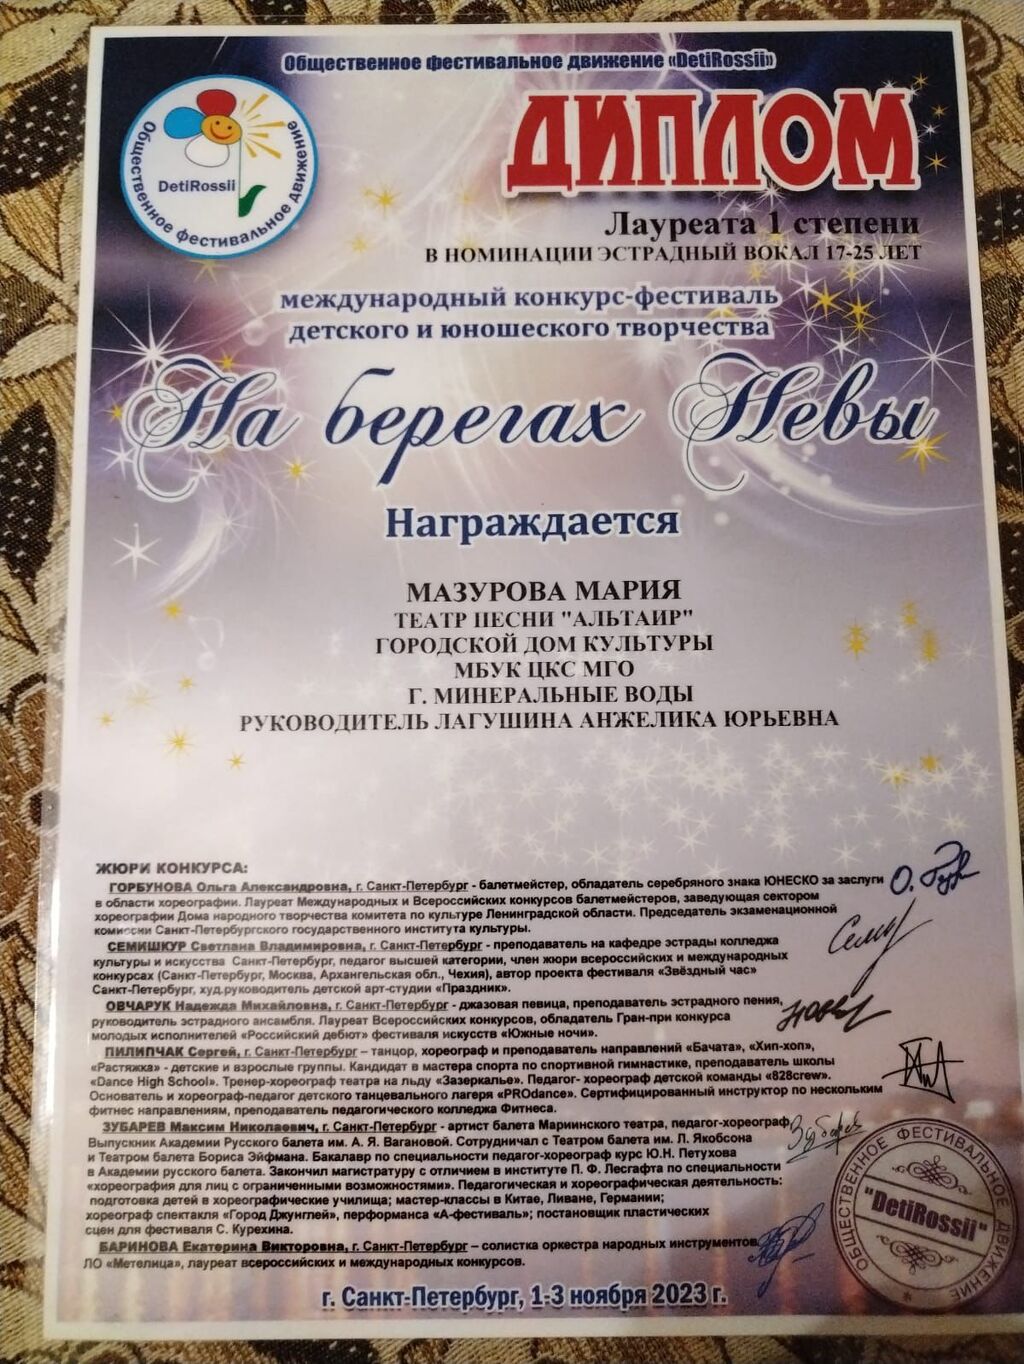 Общественное фестивальное движение «DetiRossii»
Общественное фестивальное движение
DetiRossii
ДИПЛОМ
Лауреата 1 степени
В НОМИНАЦИИ ЭСТРАДНЫЙ ВОКАЛ 17-25 ЛЕТ
международный конкурс-фестиваль
детского и юношеского творчества
На берегах Невы
Награждается
МАЗУРОВА МАРИЯ
ТЕАТР ПЕСНИ "АЛЬТАИР"
ГОРОДСКОЙ ДОМ КУЛЬТУРЫ
МБУК ЦКС МГО
Г. МИНЕРАЛЬНЫЕ ВОДЫ
РУКОВОДИТЕЛЬ ЛАГУШИНА АНЖЕЛИКА ЮРЬЕВНА
ЖЮРИ КОНКУРСА:
ГОРБУНОВА Ольга Александровна, г. Санкт-Петербург - балетмейстер, обладатель серебряного знака ЮНЕСКО за заслуги
в области хореографии. Лауреат Международных и Всероссийских конкурсов балетмейстеров, заведующая сектором
хореографии Дома народного творчества комитета по культуре Ленинградской области. Председатель экзаменационной
комиссии Санкт-Петербургского государственного института культуры.
СЕМИШКУР Светлана Владимировна, г. Санкт-Петербург - преподаватель на кафедре эстрады колледжа
культуры и искусства Санкт-Петербург, педагог высшей категории, член жюри всероссийских и международных
конкурсах (Санкт-Петербург, Москва, Архангельская обл., Чехия), автор проекта фестиваля «Звёздный час»
Санкт-Петербург, худ.руководитель детской арт-студии «Праздник».
ОВЧАРУК Надежда Михайловна, г. Санкт-Петербург - джазовая певица, преподаватель эстрадного пения,
руководитель эстрадного ансамбля. Лауреат Всероссийских конкурсов, обладатель Гран-при конкурса
молодых исполнителей «Российский дебют» фестиваля искусств «Южные ночи».
ПИЛИПЧАК Сергей, г. Санкт-Петербург – танцор, хореограф и преподаватель направлений «Бачата», «Хип-хоп»,
«Растяжка» - детские и взрослые группы. Кандидат в мастера спорта по спортивной гимнастике, преподаватель школы
«Dance High School». Тренер-хореограф театра на льду «Зазеркалье». Педагог- хореограф детской команды «828crew».
Основатель и хореограф-педагог детского танцевального лагеря «PROdance». Сертифицированный инструктор по нескольким
фитнес направлениям, преподаватель педагогического колледжа Фитнеса.
ЗУБАРЕВ Максим Николаевич, г. Санкт-Петербург - артист балета Мариинского театра, педагог-хореограф.
Выпускник Академии Русского балета им. А. Я. Вагановой. Сотрудничал с Театром балета им. Л. Якобсона
и Театром балета Бориса Эйфмана. Бакалавр по специальности педагог-хореограф курс Ю.Н. Петухова
в Академии русского балета. Закончил магистратуру с отличием в институте П. Ф. Лесгафта по специальности
«хореография для лиц с ограниченными возможностями». Педагогическая и хореографическая деятельность:
подготовка детей в хореографические училища; мастер-классы в Китае, Ливане, Германии;
хореограф спектакля «Город Джунглей», перформанса «А-фестиваль»; постановщик пластических
сцен для фестиваля С. Курехина.
БАРИНОВА Екатерина Викторовна, г. Санкт-Петербург – солистка оркестра народных инструментов
ЛО «Метелица», лауреат всероссийских и международных конкурсов.
ОБЩЕСТВЕННОЕ ФЕСТИВАЛЬНОЕ ДВИЖЕНИЕ
"DetiRossii"
г. Санкт-Петербург, 1-3 ноября 2023 г.